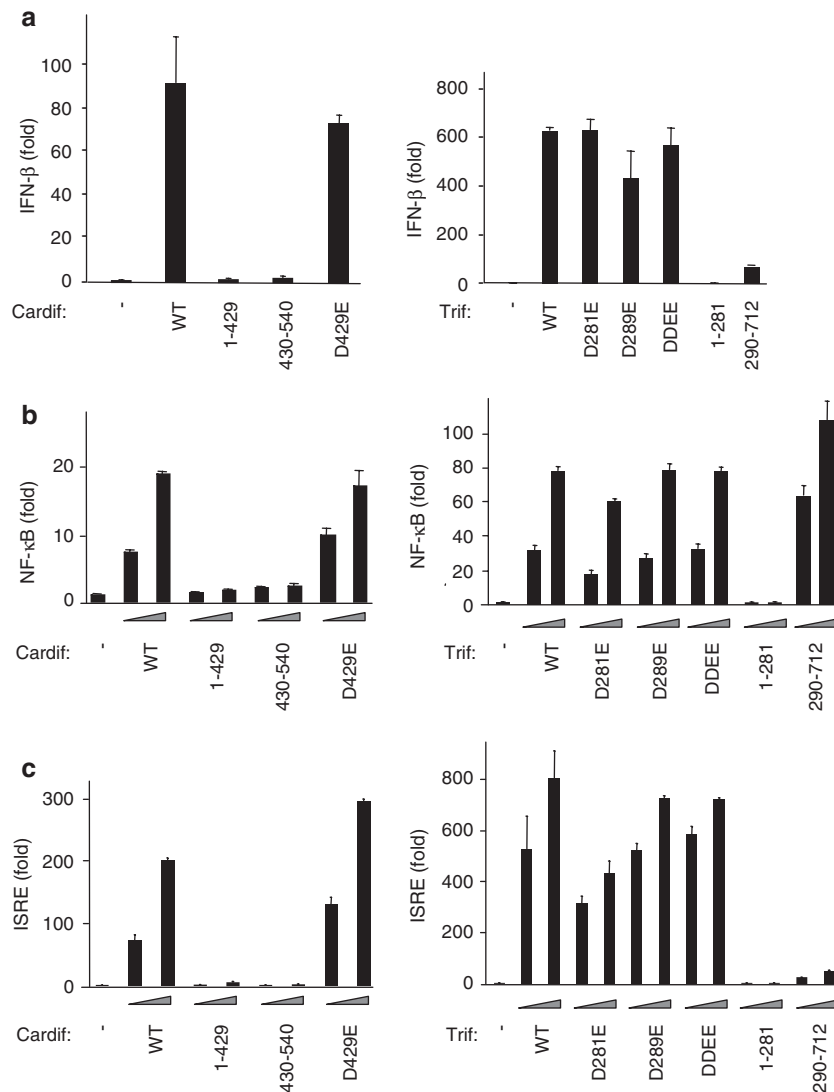 a
IFN-β (fold)
100
80
60
40
20
0
Cardif:
-
WT
1-429
430-540
D429E
IFN-β (fold)
800
600
400
200
0
Trif:
-
WT
D281E
D289E
DDEE
1-281
290-712
b
NF-κB (fold)
20
10
0
Cardif:
-
WT
1-429
430-540
D429E
NF-κB (fold)
100
80
60
40
20
0
Trif:
-
WT
D281E
D289E
DDEE
1-281
290-712
c
ISRE (fold)
300
200
100
0
Cardif:
-
WT
1-429
430-540
D429E
ISRE (fold)
800
600
400
200
0
Trif:
-
WT
D281E
D289E
DDEE
1-281
290-712